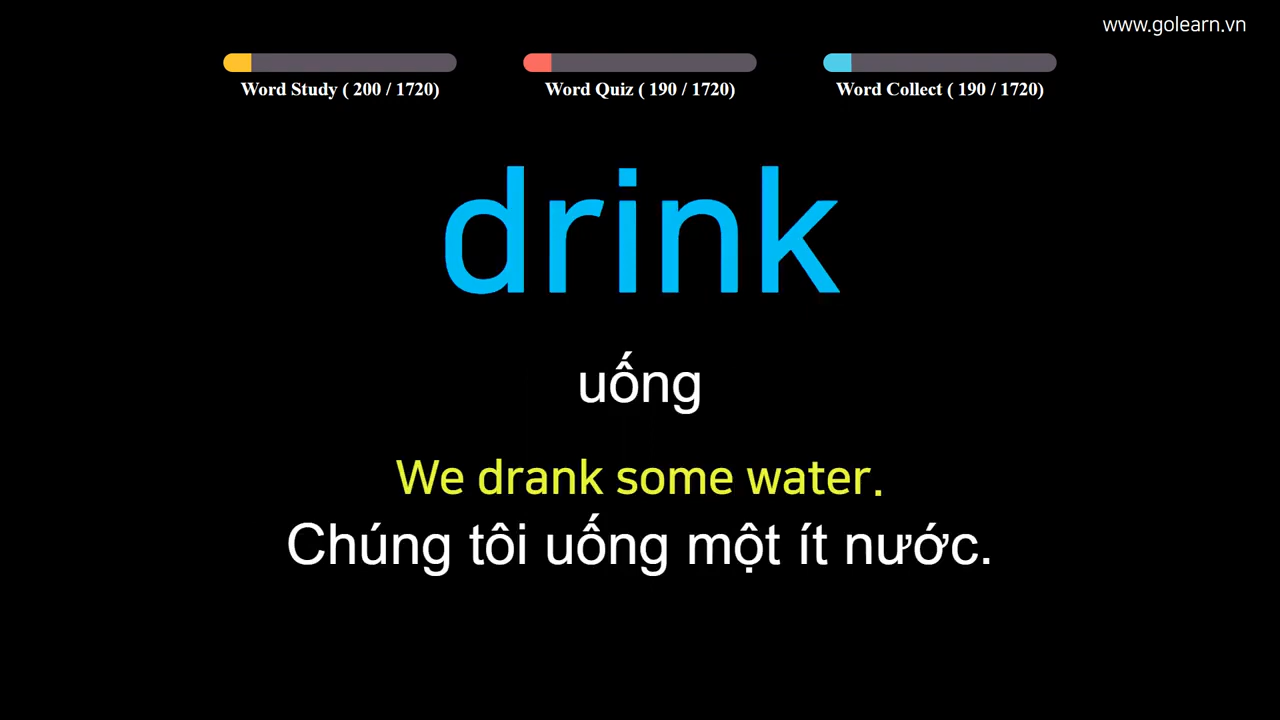 www.golearn.vn
Word Study ( 200 / 1720)
Word Quiz ( 190 / 1720)
Word Collect ( 190 / 1720)
drink
uống
We drank some water.
Chúng tôi uống một ít nước.